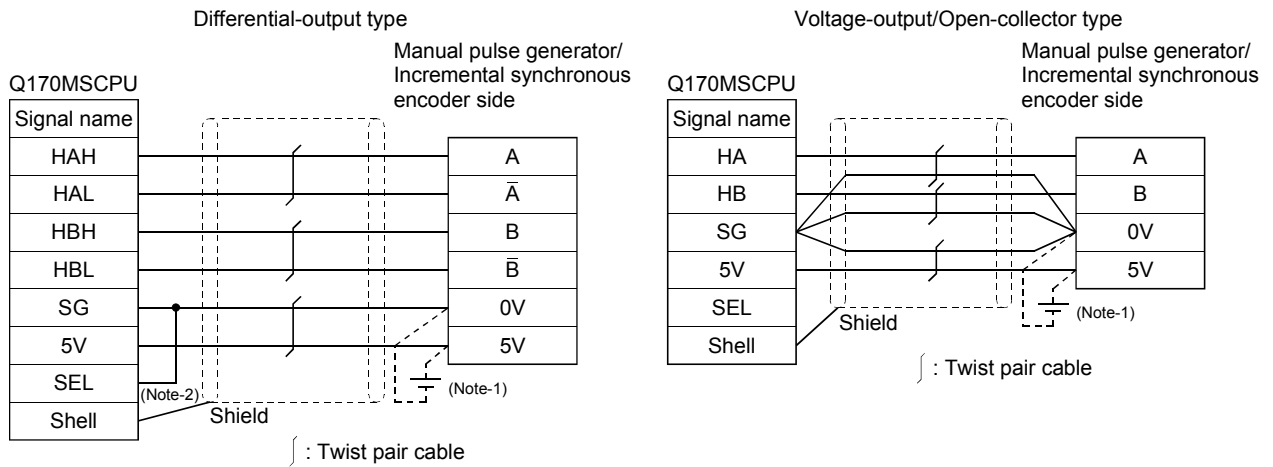 Differential-output type
Q170MSCPU
Manual pulse generator/
Incremental synchronous
encoder side
Signal name
HAH
HAL
HBH
HBL
SG
5V
SEL
Shell
A
A̅
B
B̅
0V
5V
(Note-2)
(Note-1)
Shield
: Twist pair cable
Voltage-output/Open-collector type
Q170MSCPU
Manual pulse generator/
Incremental synchronous
encoder side
Signal name
HA
HB
SG
5V
SEL
Shell
A
B
0V
5V
(Note-1)
Shield
: Twist pair cable